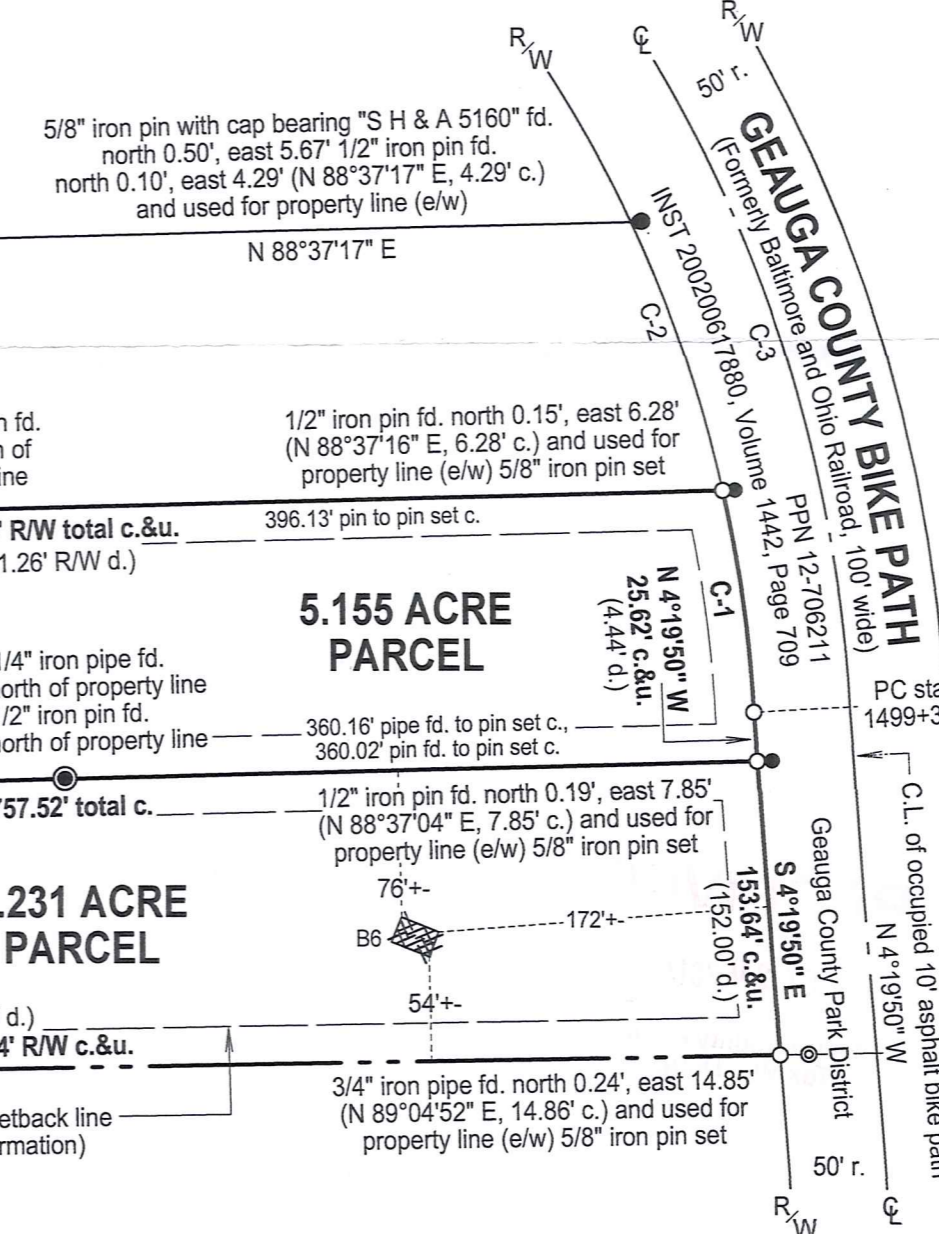 R/W
℄
R/W
50' r.
GEAUGA COUNTY BIKE PATH
(Formerly Baltimore and Ohio Railroad, 100' wide)
5/8" iron pin with cap bearing "S H & A 5160" fd.
north 0.50', east 5.67' 1/2" iron pin fd.
north 0.10', east 4.29' (N 88°37'17" E, 4.29' c.)
and used for property line (e/w)
N 88°37'17" E
INST 200200617880, Volume 1442, Page 709
PPN 12-706211
C-2
C-3
n fd.
n of
ine
1/2" iron pin fd. north 0.15', east 6.28'
(N 88°37'16" E, 6.28' c.) and used for
property line (e/w) 5/8" iron pin set
' R/W total c.&u.
396.13' pin to pin set c.
1.26' R/W d.)
5.155 ACRE
PARCEL
C-1
N 4°19'50" W
25.62' c.&u.
(4.44' d.)
1/4" iron pipe fd.
orth of property line
/2" iron pin fd.
orth of property line
360.16' pipe fd. to pin set c.,
360.02' pin fd. to pin set c.
PC sta
1499+3
'57.52' total c.
1/2" iron pin fd. north 0.19', east 7.85'
(N 88°37'04" E, 7.85' c.) and used for
property line (e/w) 5/8" iron pin set
.231 ACRE
PARCEL
76'+-
B6
172'+-
54'+-
153.64' c.&u.
(152.00' d.)
S 4°19'50" E
Geauga County Park District
N 4°19'50" W
C.L. of occupied 10' asphalt bike path
d.)
4' R/W c.&u.
etback line
rmation)
3/4" iron pipe fd. north 0.24', east 14.85'
(N 89°04'52" E, 14.86' c.) and used for
property line (e/w) 5/8" iron pin set
50' r.
R/W
℄